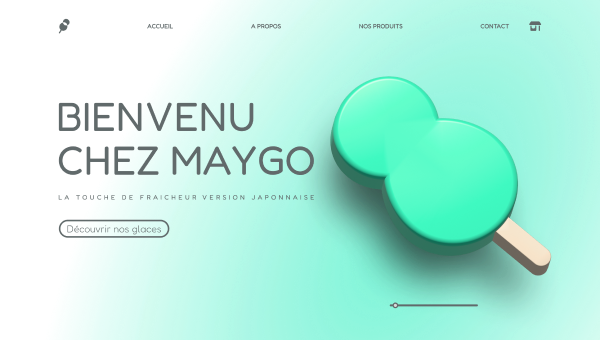 ACCUEIL
A PROPOS
NOS PRODUITS
CONTACT
BIENVENU
CHEZ MAYGO
LA TOUCHE DE FRAICHEUR VERSION JAPONNAISE
Découvrir nos glaces